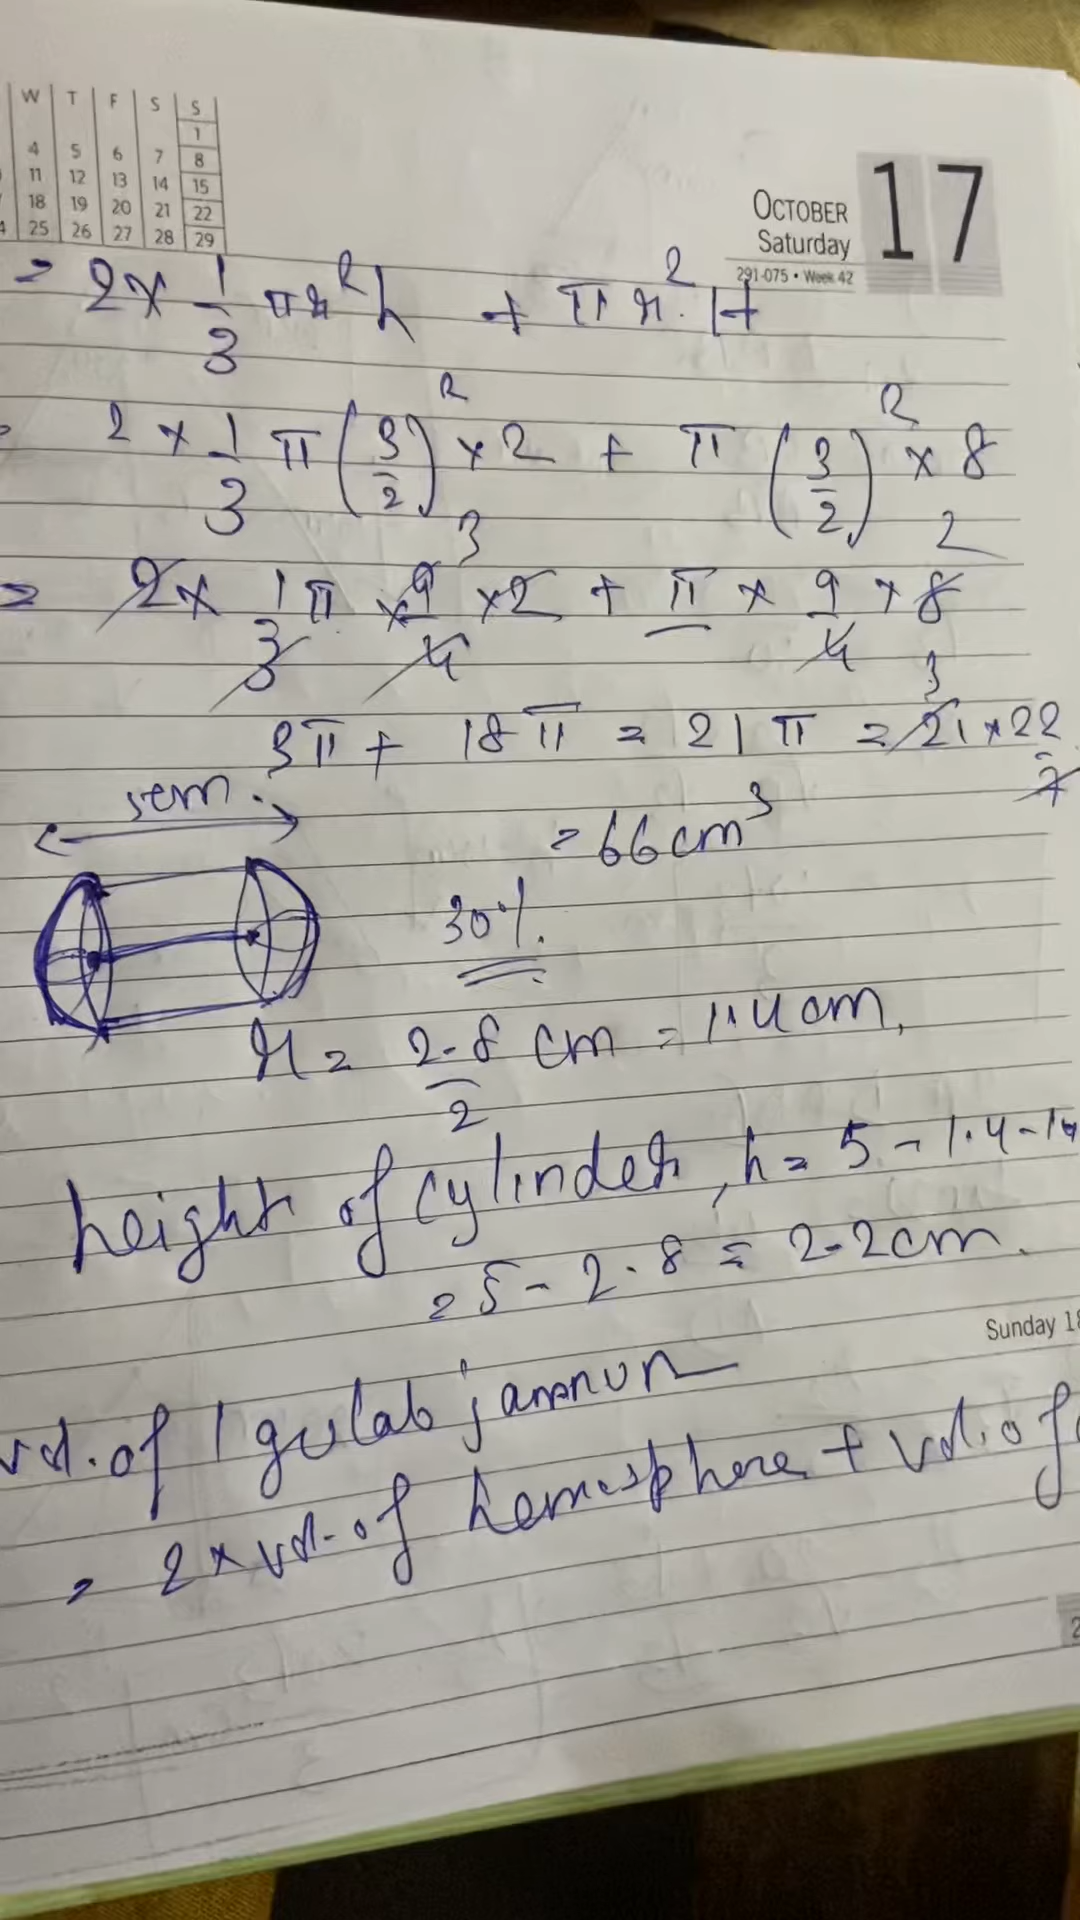 W T F S S
1
4 5 6 7 8
11 12 13 14 15
18 19 20 21 22
25 26 27 28 29
OCTOBER
Saturday
17
291-075 • Week 42
= 2 × 1/3 πr²h + πr².H
2 × 1/3 π (3/2)² × 2 + π (3/2)² × 8
= 2 × 1/3 π × 9/4 × 2 + π × 9/4 × 8
3 2
3π + 18π = 21π = 21 × 22/7
3
= 66 cm³
5cm.
30%.
r = 2.8/2 cm = 1.4 cm.
height of cylinder, h = 5 - 1.4 - 1.4
= 5 - 2.8 = 2.2 cm.
Sunday 18
vol. of 1 gulab jamnun
= 2 × vol. of hemisphere + vol. of